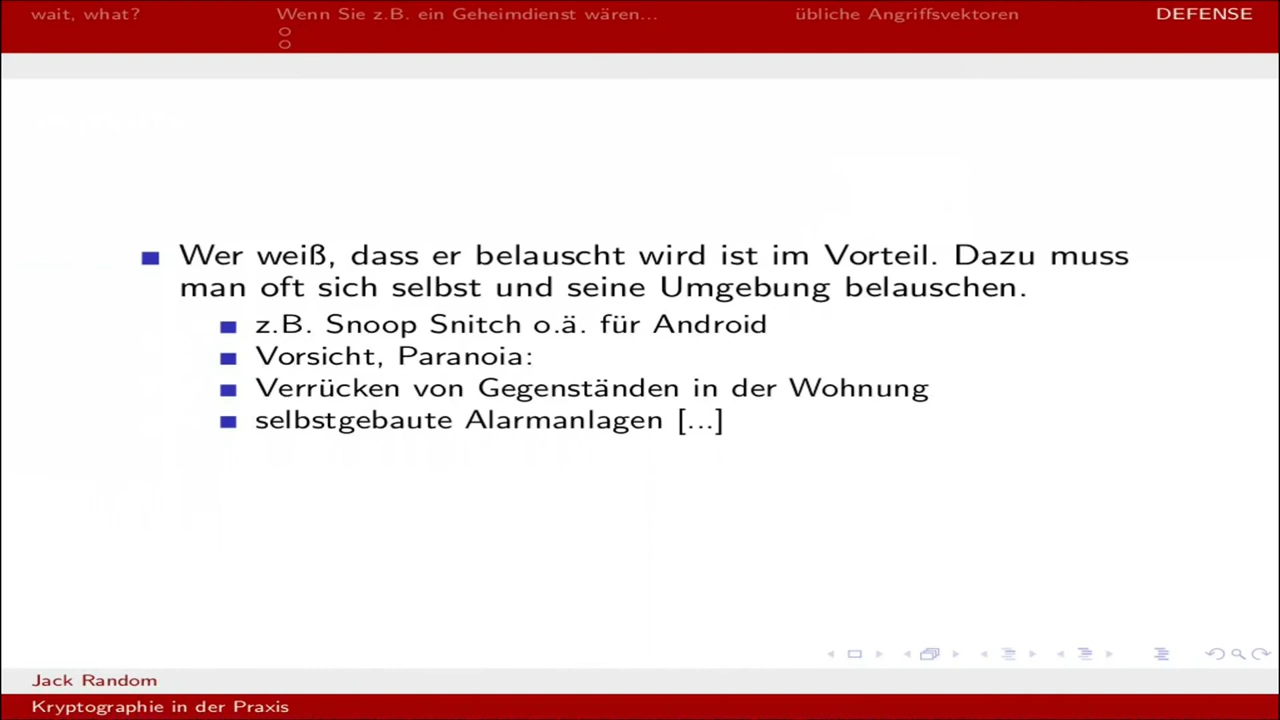 wait, what?
Wenn Sie z.B. ein Geheimdienst wären...
übliche Angriffsvektoren
DEFENSE
Wer weiß, dass er belauscht wird ist im Vorteil. Dazu muss
man oft sich selbst und seine Umgebung belauschen.
z.B. Snoop Snitch o.ä. für Android
Vorsicht, Paranoia:
Verrücken von Gegenständen in der Wohnung
selbstgebaute Alarmanlagen [...]
Jack Random
Kryptographie in der Praxis